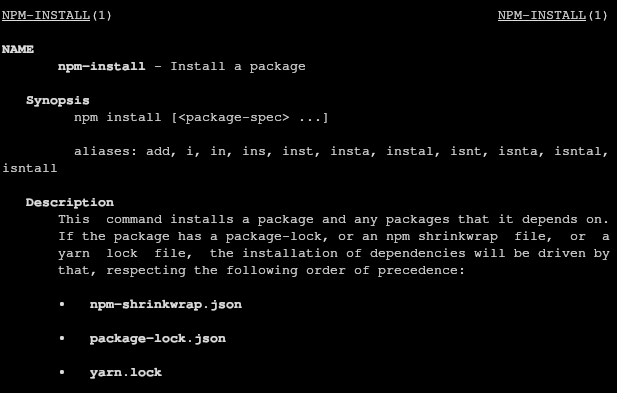 NPM-INSTALL(1) NPM-INSTALL(1)
NAME
npm-install - Install a package
Synopsis
npm install [<package-spec> ...]
aliases: add, i, in, ins, inst, insta, instal, isnt, isnta, isntal,
isntall
Description
This command installs a package and any packages that it depends on.
If the package has a package-lock, or an npm shrinkwrap file, or a
yarn lock file, the installation of dependencies will be driven by
that, respecting the following order of precedence:
• npm-shrinkwrap.json
• package-lock.json
• yarn.lock